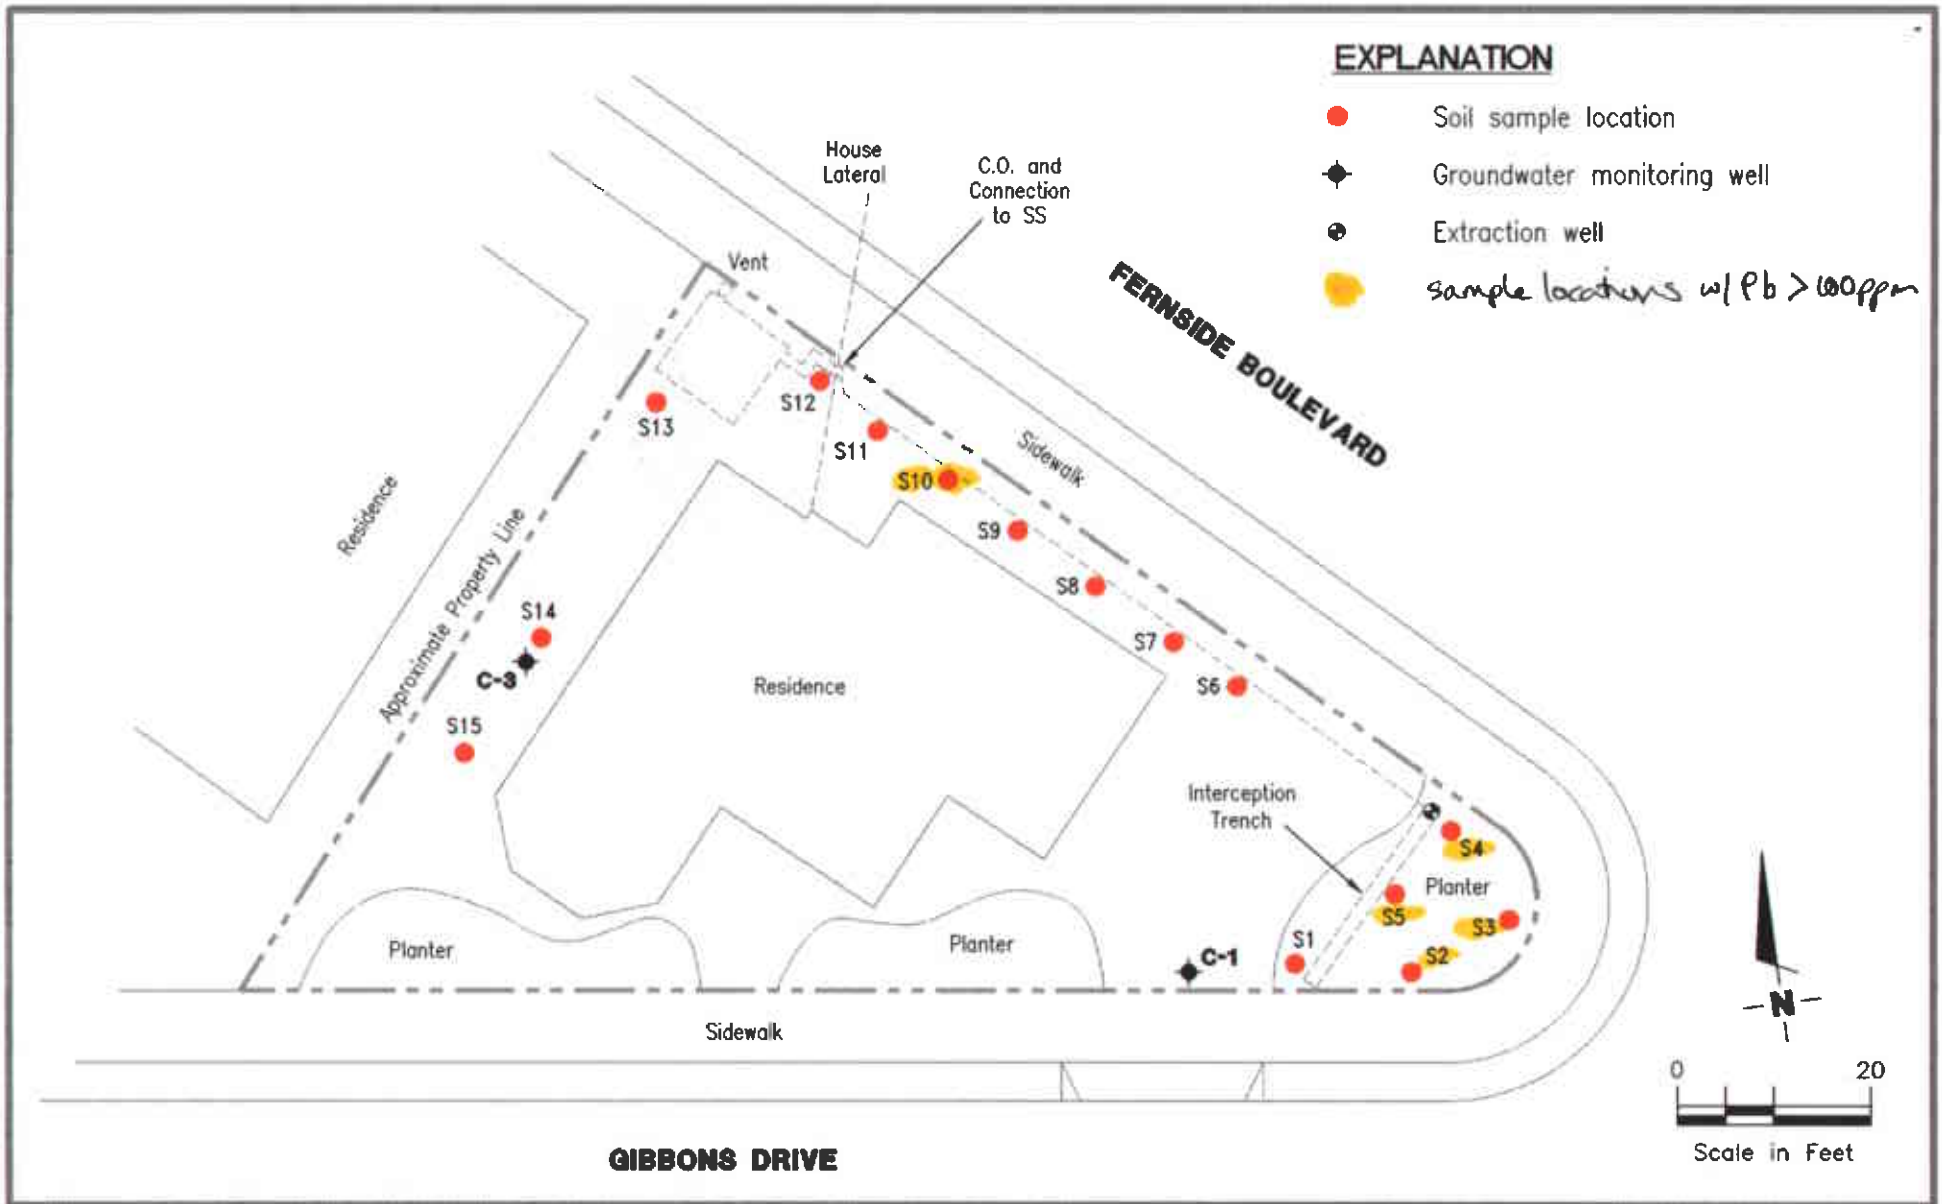 EXPLANATION
Soil sample location
Groundwater monitoring well
Extraction well
sample locations w/ Pb > 100ppm
House
Lateral
C.O. and
Connection
to SS
Vent
FERNSIDE BOULEVARD
Sidewalk
S13
S12
S11
S10
S9
S8
S7
S6
Residence
Approximate Property Line
S14
C-3
S15
Residence
Interception
Trench
S4
Planter
S5
S3
S2
S1
C-1
Planter
Planter
Sidewalk
GIBBONS DRIVE
N
0 20
Scale in Feet